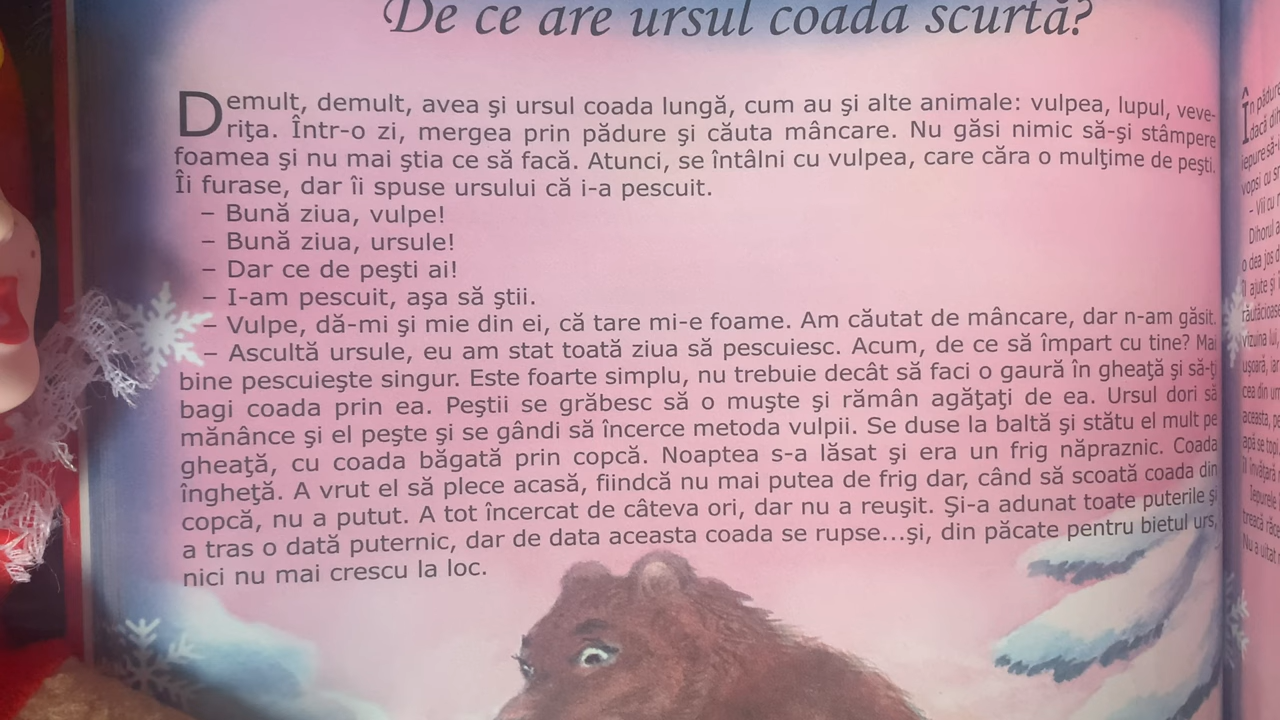 De ce are ursul coada scurtă?
Demult, demult, avea şi ursul coada lungă, cum au şi alte animale: vulpea, lupul, veve-
riţa. Într-o zi, mergea prin pădure şi căuta mâncare. Nu găsi nimic să-şi stâmpere
foamea şi nu mai ştia ce să facă. Atunci, se întâlni cu vulpea, care căra o mulţime de peşti.
Îi furase, dar îi spuse ursului că i-a pescuit.
– Bună ziua, vulpe!
– Bună ziua, ursule!
– Dar ce de peşti ai!
– I-am pescuit, aşa să ştii.
– Vulpe, dă-mi şi mie din ei, că tare mi-e foame. Am căutat de mâncare, dar n-am găsit.
– Ascultă ursule, eu am stat toată ziua să pescuiesc. Acum, de ce să împart cu tine? Mai
bine pescuieşte singur. Este foarte simplu, nu trebuie decât să faci o gaură în gheaţă şi să-ţi
bagi coada prin ea. Peştii se grăbesc să o muşte şi rămân agăţaţi de ea. Ursul dori să
mănânce şi el peşte şi se gândi să încerce metoda vulpii. Se duse la baltă şi stătu el mult pe
gheaţă, cu coada băgată prin copcă. Noaptea s-a lăsat şi era un frig năpraznic. Coada
îngheţă. A vrut el să plece acasă, fiindcă nu mai putea de frig dar, când să scoată coada din
copcă, nu a putut. A tot încercat de câteva ori, dar nu a reuşit. Şi-a adunat toate puterile şi
a tras o dată puternic, dar de data aceasta coada se rupse...şi, din păcate pentru bietul urs,
nici nu mai crescu la loc.